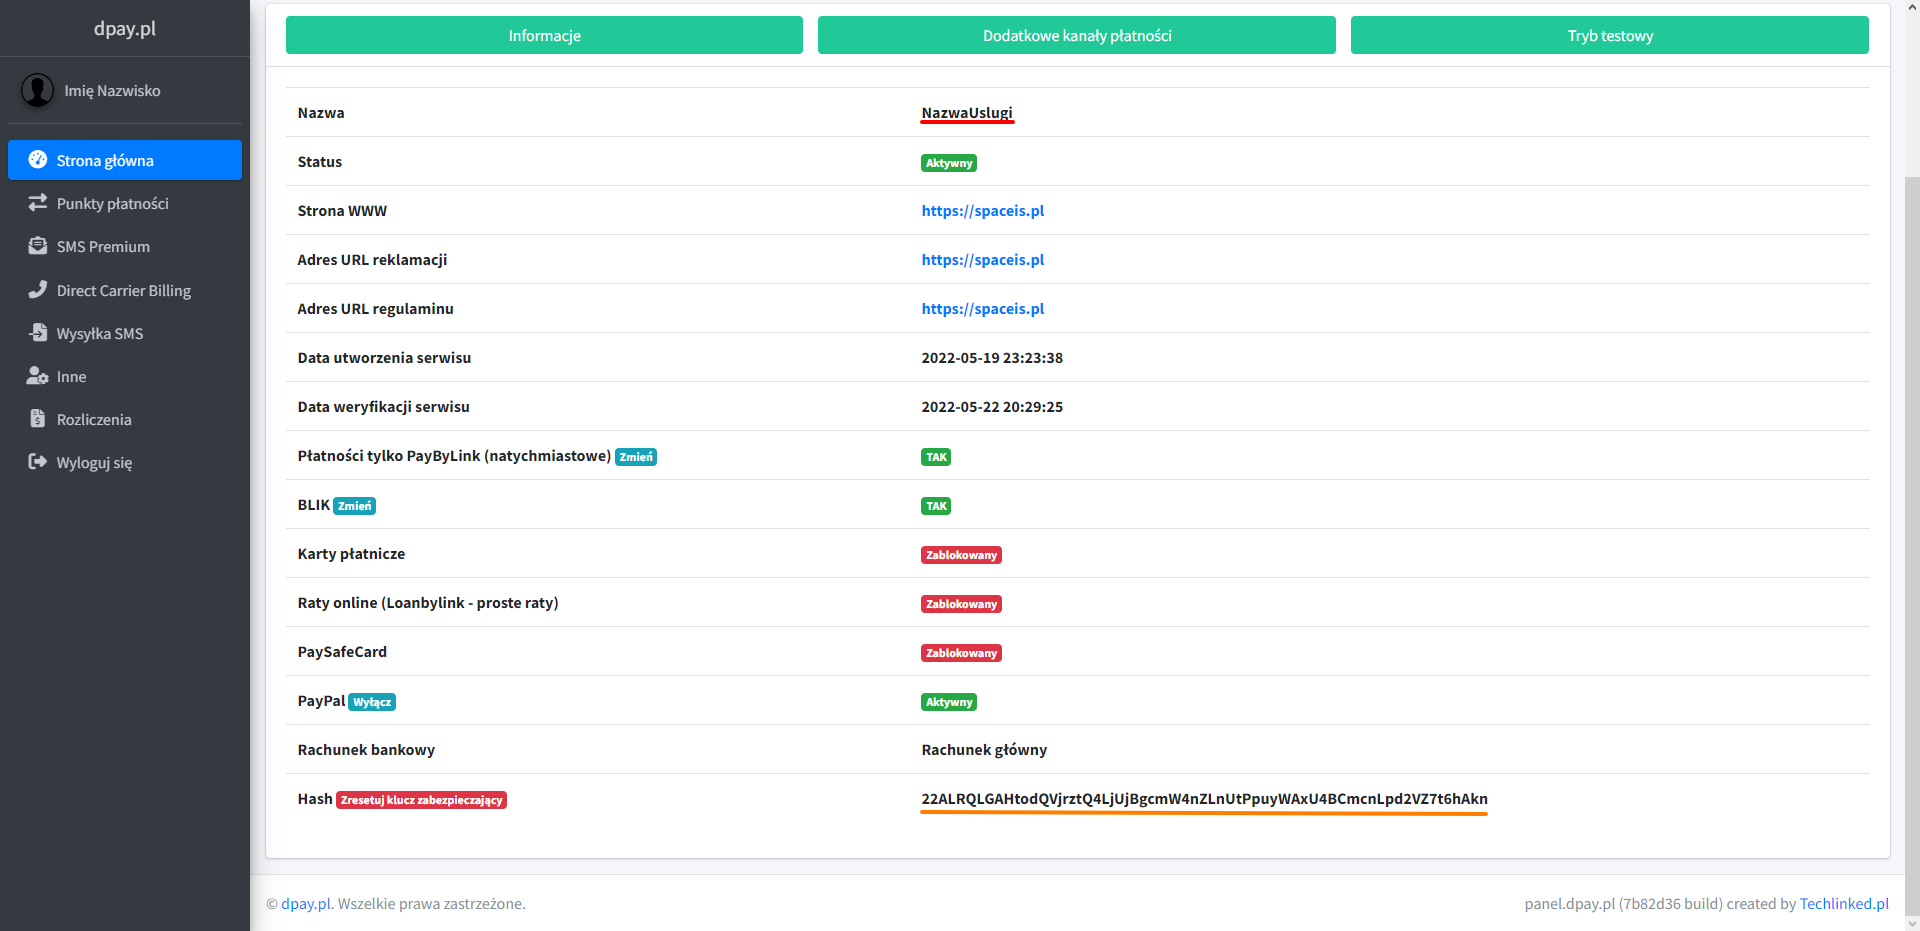 dpay.pl
Imię Nazwisko
Strona główna
Punkty płatności
SMS Premium
Direct Carrier Billing
Wysyłka SMS
Inne
Rozliczenia
Wyloguj się
Informacje Dodatkowe kanały płatności Tryb testowy
Nazwa NazwaUslugi
Status Aktywny
Strona WWW https://spaceis.pl
Adres URL reklamacji https://spaceis.pl
Adres URL regulaminu https://spaceis.pl
Data utworzenia serwisu 2022-05-19 23:23:38
Data weryfikacji serwisu 2022-05-22 20:29:25
Płatności tylko PayByLink (natychmiastowe) Zmień TAK
BLIK Zmień TAK
Karty płatnicze Zablokowany
Raty online (Loanbylink - proste raty) Zablokowany
PaySafeCard Zablokowany
PayPal Wyłącz Aktywny
Rachunek bankowy Rachunek główny
Hash Zresetuj klucz zabezpieczający 22ALRQLGAHtodQVjrztQ4LjUjBgcmW4nZLnUtPpuyWAxU4BCmcnLpd2VZ7t6hAkn
© dpay.pl. Wszelkie prawa zastrzeżone. panel.dpay.pl (7b82d36 build) created by Techlinked.pl